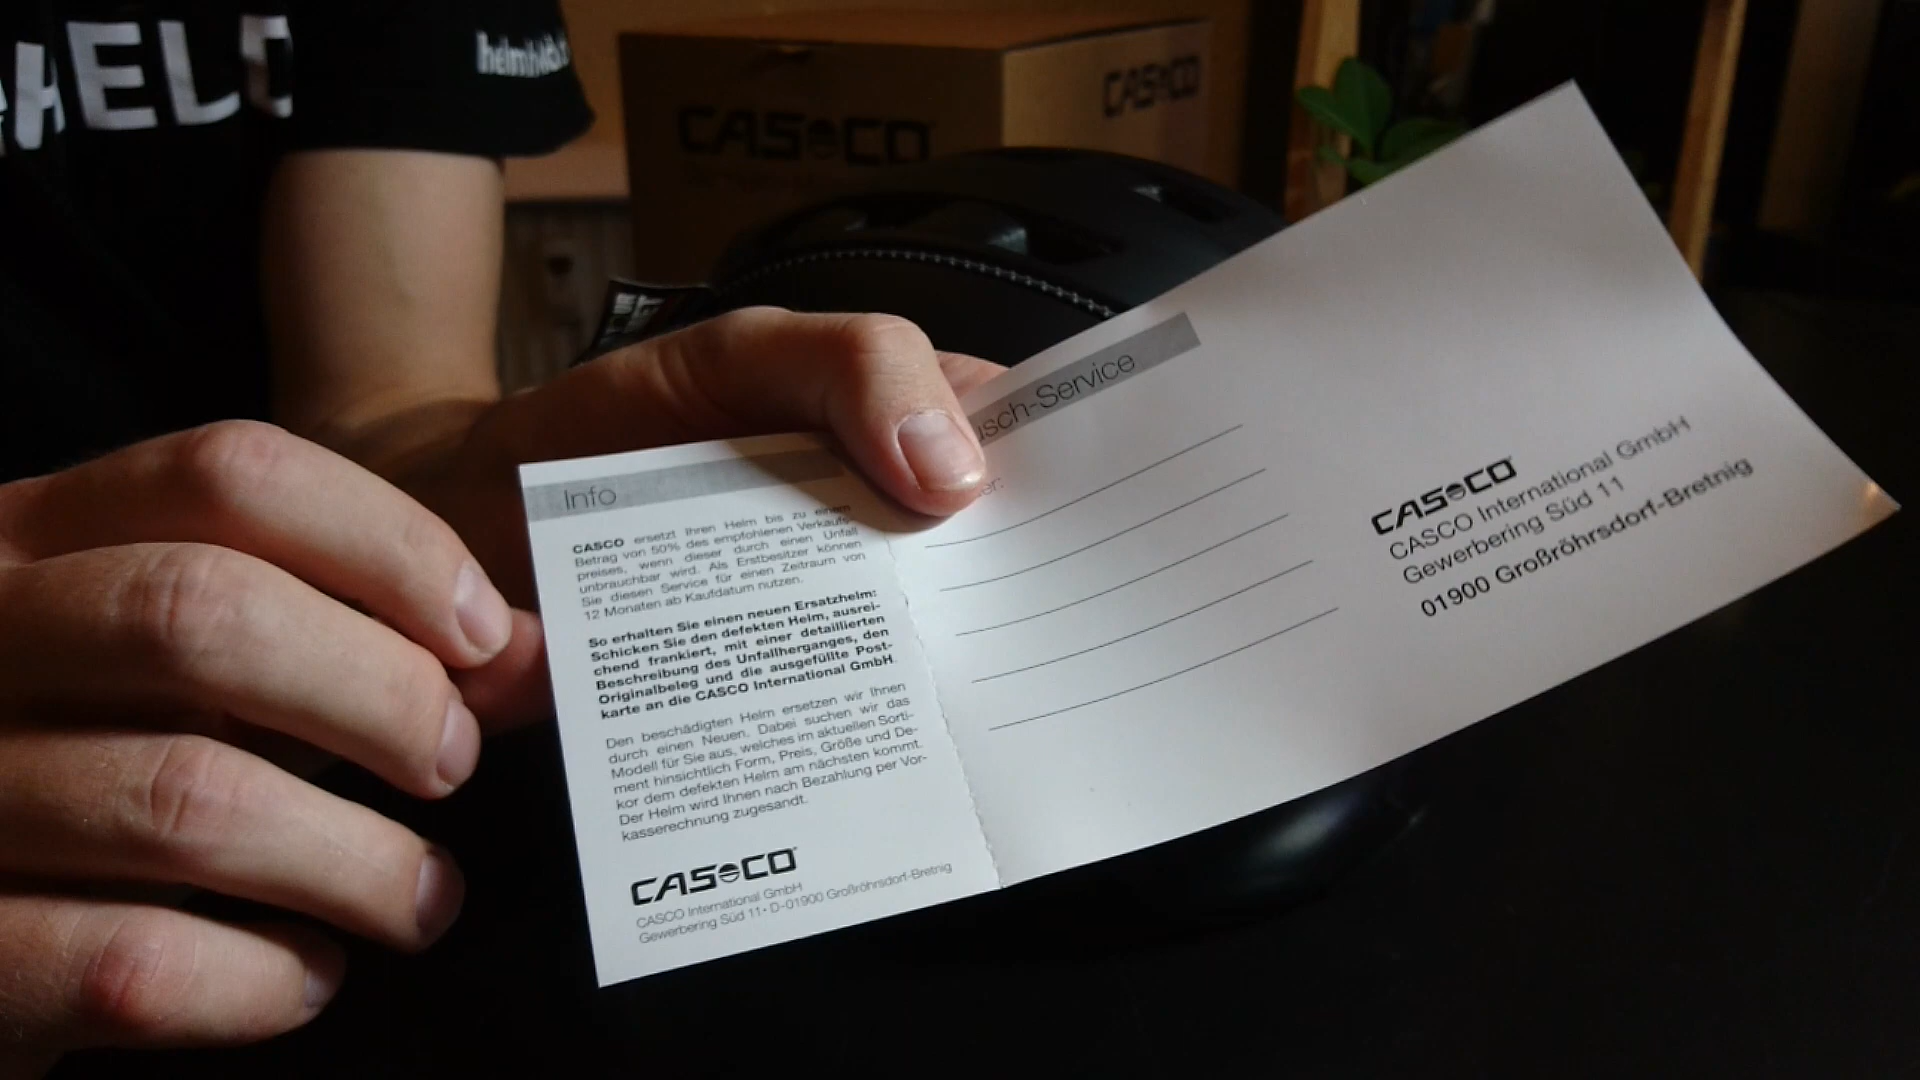 HELD
CASCO
CASCO
Info
CASCO ersetzt Ihren Helm bis zu einem
Betrag von 50% des empfohlenen Verkaufs-
preises, wenn dieser durch einen Unfall
unbrauchbar wird. Als Erstbesitzer können
Sie diesen Service für einen Zeitraum von
12 Monaten ab Kaufdatum nutzen.
So erhalten Sie einen neuen Ersatzhelm:
Schicken Sie den defekten Helm, ausrei-
chend frankiert, mit einer detaillierten
Beschreibung des Unfallherganges, den
Originalbeleg und die ausgefüllte Post-
karte an die CASCO International GmbH.
Den beschädigten Helm ersetzen wir Ihnen
durch einen Neuen. Dabei suchen wir das
Modell für Sie aus, welches im aktuellen Sorti-
ment hinsichtlich Form, Preis, Größe und De-
kor dem defekten Helm am nächsten kommt.
Der Helm wird Ihnen nach Bezahlung per Vor-
kasserechnung zugesandt.
CASCO
CASCO International GmbH
Gewerbering Süd 11 • D-01900 Großröhrsdorf-Bretnig
usch-Service
er:
CASCO
CASCO International GmbH
Gewerbering Süd 11
01900 Großröhrsdorf-Bretnig